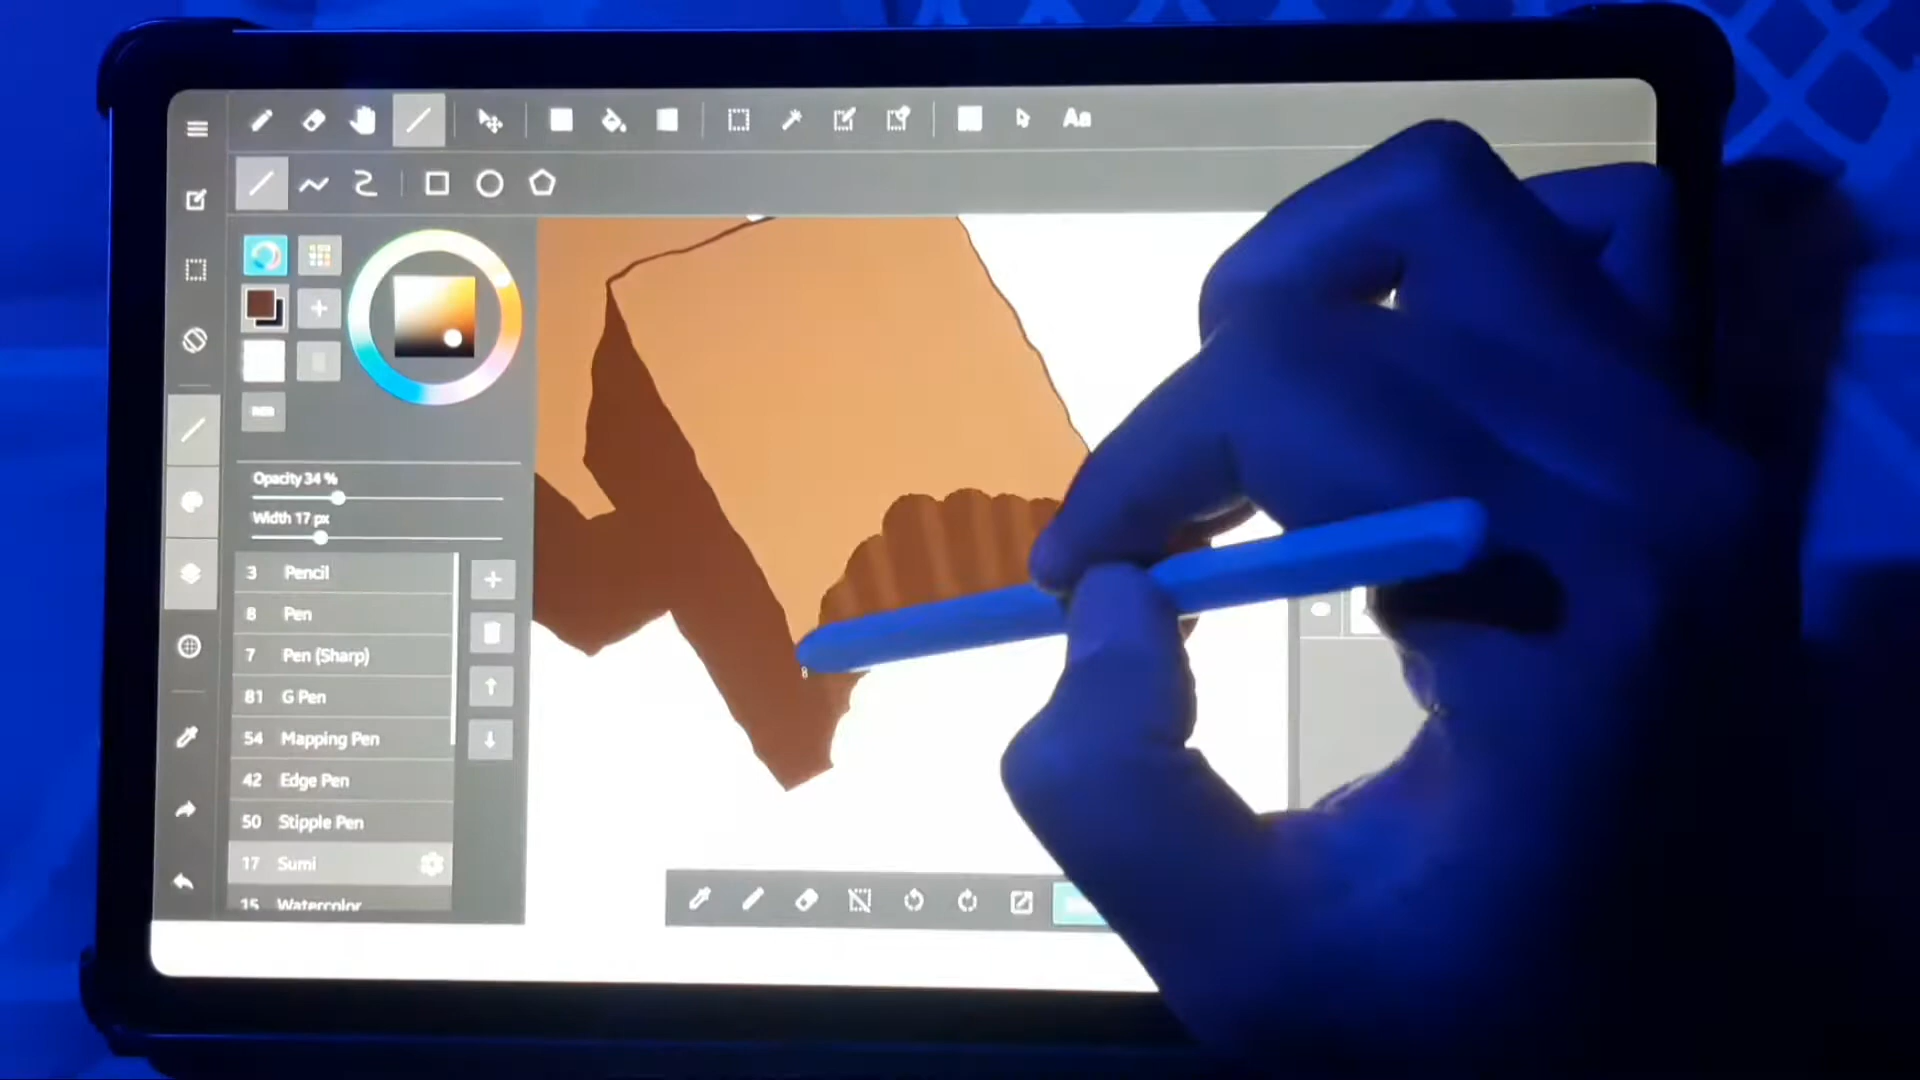 Aa
RGB
Opacity 34 %
Width 17 px
3 Pencil
8 Pen
7 Pen (Sharp)
81 G Pen
54 Mapping Pen
42 Edge Pen
50 Stipple Pen
17 Sumi
15 Watercolor